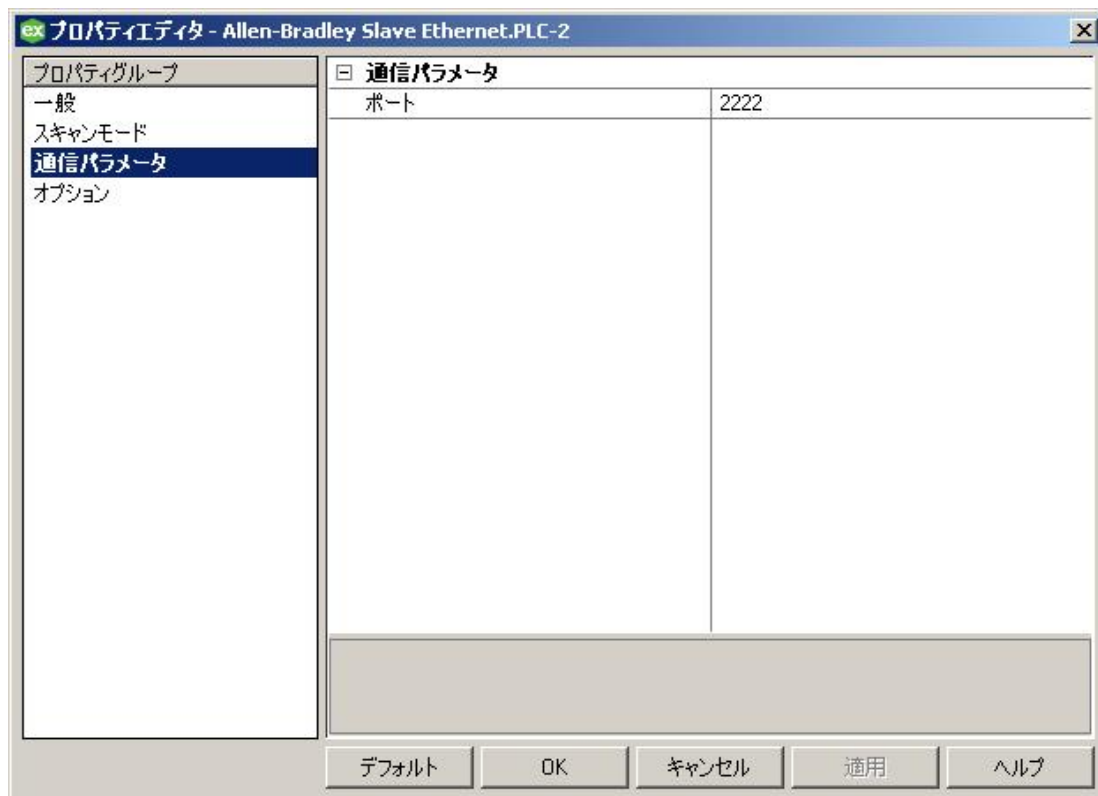 ex プロパティエディタ - Allen-Bradley Slave Ethernet.PLC-2
プロパティグループ
一般
スキャンモード
通信パラメータ
オプション
通信パラメータ
ポート 2222
デフォルト OK キャンセル 適用 ヘルプ